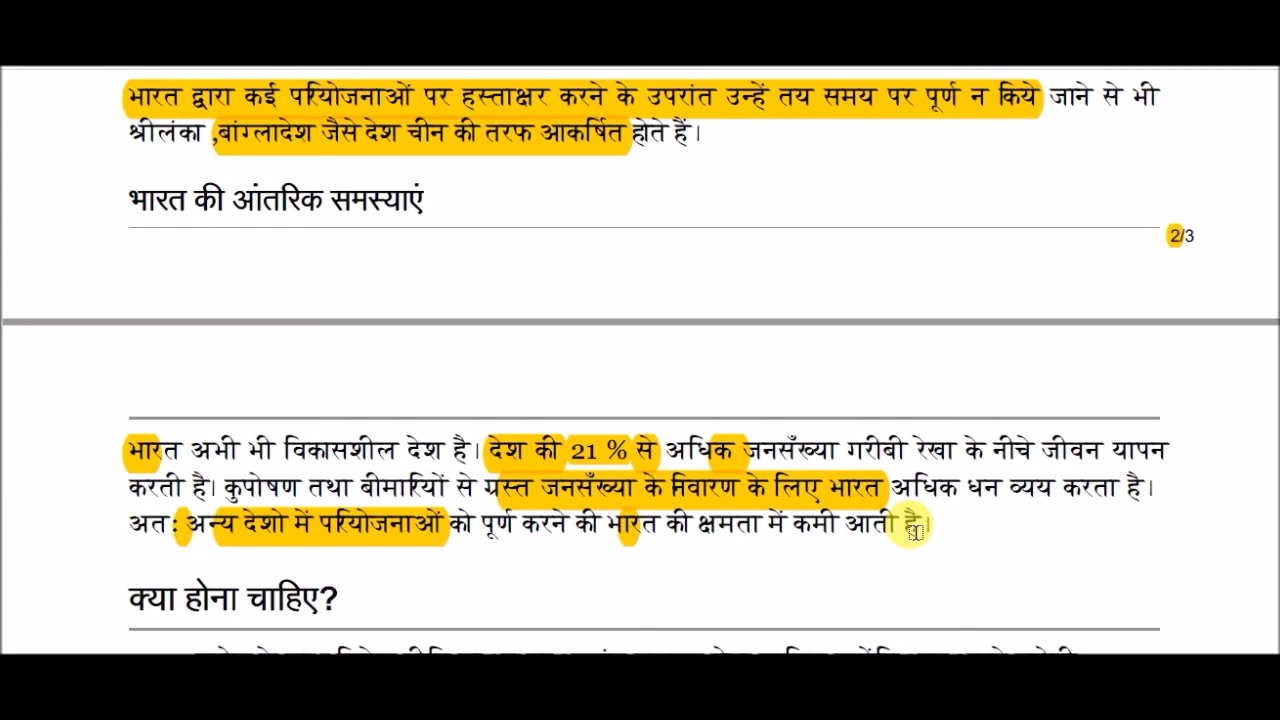 भारत द्वारा कई परियोजनाओं पर हस्ताक्षर करने के उपरांत उन्हें तय समय पर पूर्ण न किये जाने से भी
श्रीलंका ,बांग्लादेश जैसे देश चीन की तरफ आकर्षित होते हैं।
भारत की आंतरिक समस्याएं
2/3
भारत अभी भी विकासशील देश है। देश की 21 % से अधिक जनसँख्या गरीबी रेखा के नीचे जीवन यापन
करती है। कुपोषण तथा बीमारियों से ग्रस्त जनसँख्या के निवारण के लिए भारत अधिक धन व्यय करता है।
अत: अन्य देशो में परियोजनाओं को पूर्ण करने की भारत की क्षमता में कमी आती है।
क्या होना चाहिए?